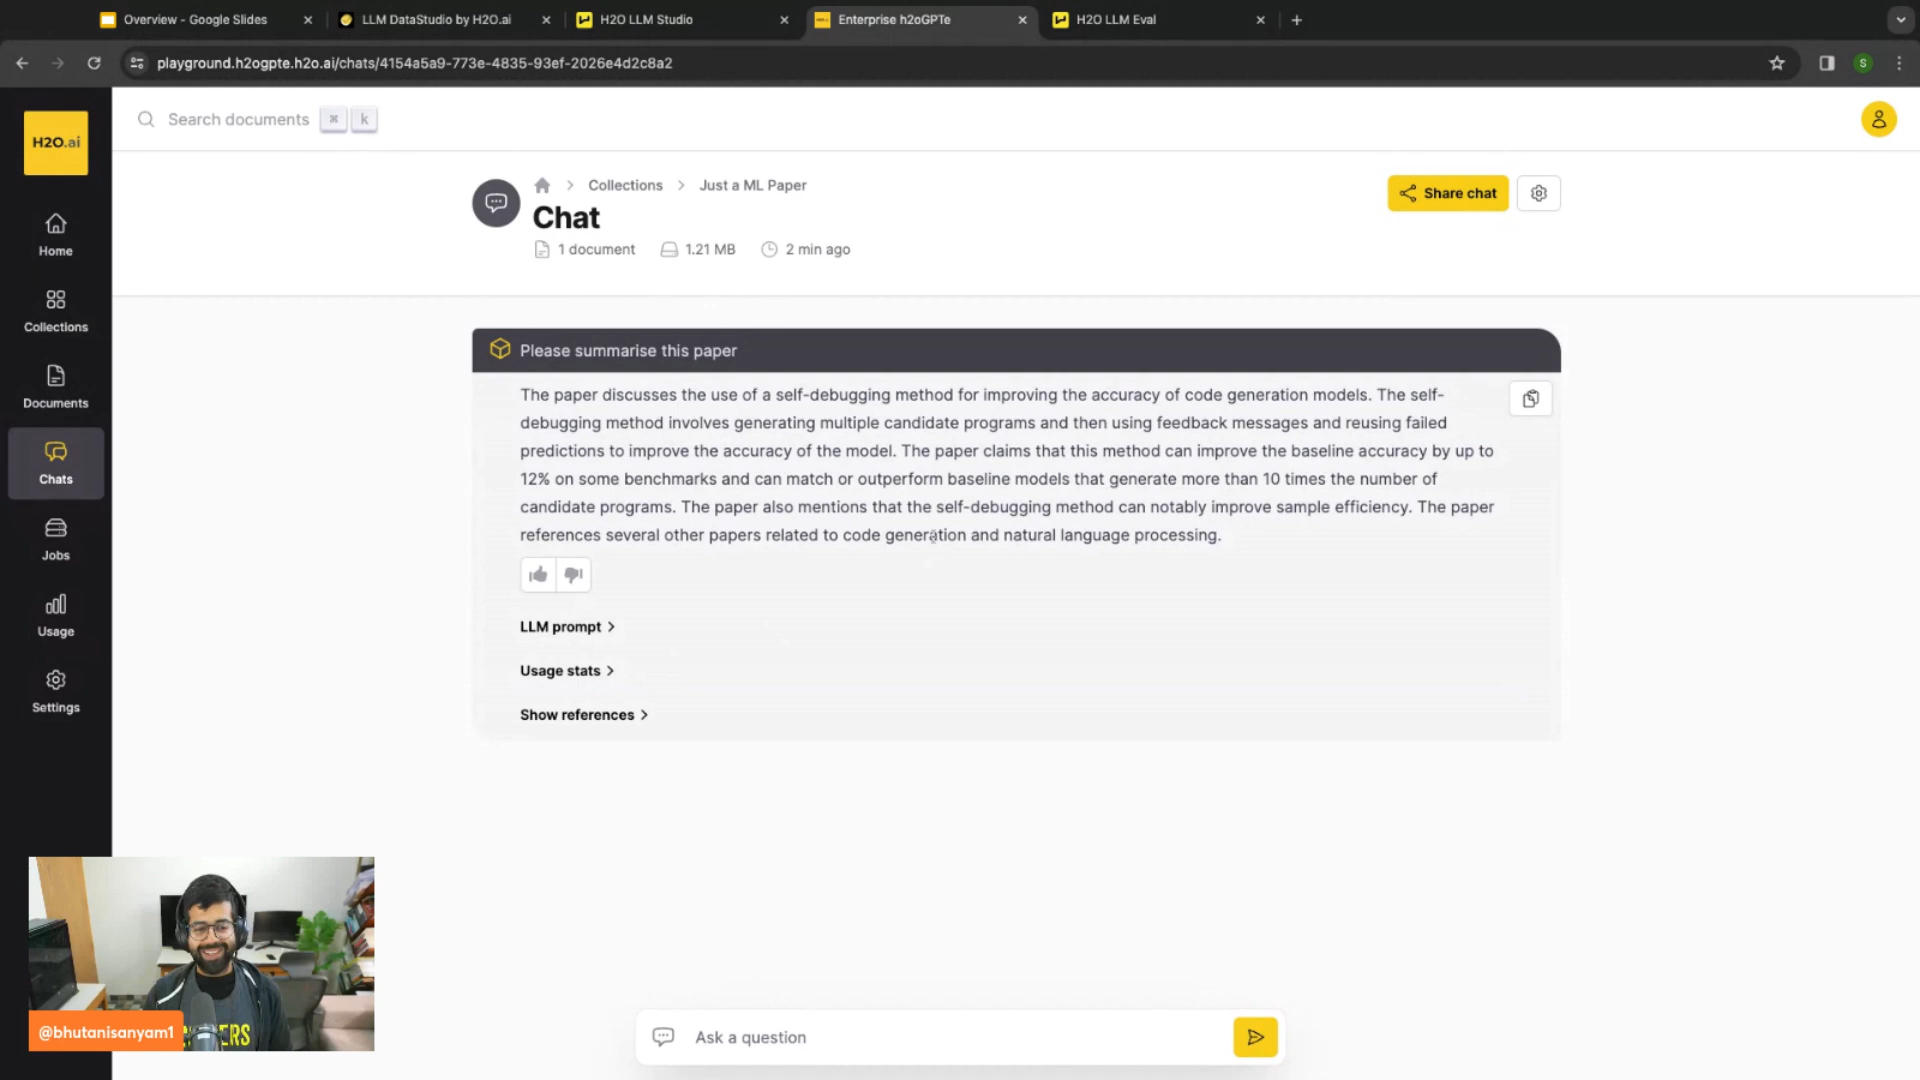 Overview - Google Slides
LLM DataStudio by H2O.ai
H2O LLM Studio
Enterprise h2oGPTe
H2O LLM Eval
playground.h2ogpte.h2o.ai/chats/4154a5a9-773e-4835-93ef-2026e4d2c8a2
S
H2O.ai
Search documents ⌘ k
Home
Collections
Documents
Chats
Jobs
Usage
Settings
Collections > Just a ML Paper
Chat
1 document 1.21 MB 2 min ago
Share chat
Please summarise this paper
The paper discusses the use of a self-debugging method for improving the accuracy of code generation models. The self-
debugging method involves generating multiple candidate programs and then using feedback messages and reusing failed
predictions to improve the accuracy of the model. The paper claims that this method can improve the baseline accuracy by up to
12% on some benchmarks and can match or outperform baseline models that generate more than 10 times the number of
candidate programs. The paper also mentions that the self-debugging method can notably improve sample efficiency. The paper
references several other papers related to code generation and natural language processing.
LLM prompt >
Usage stats >
Show references >
@bhutanisanyam1
Ask a question